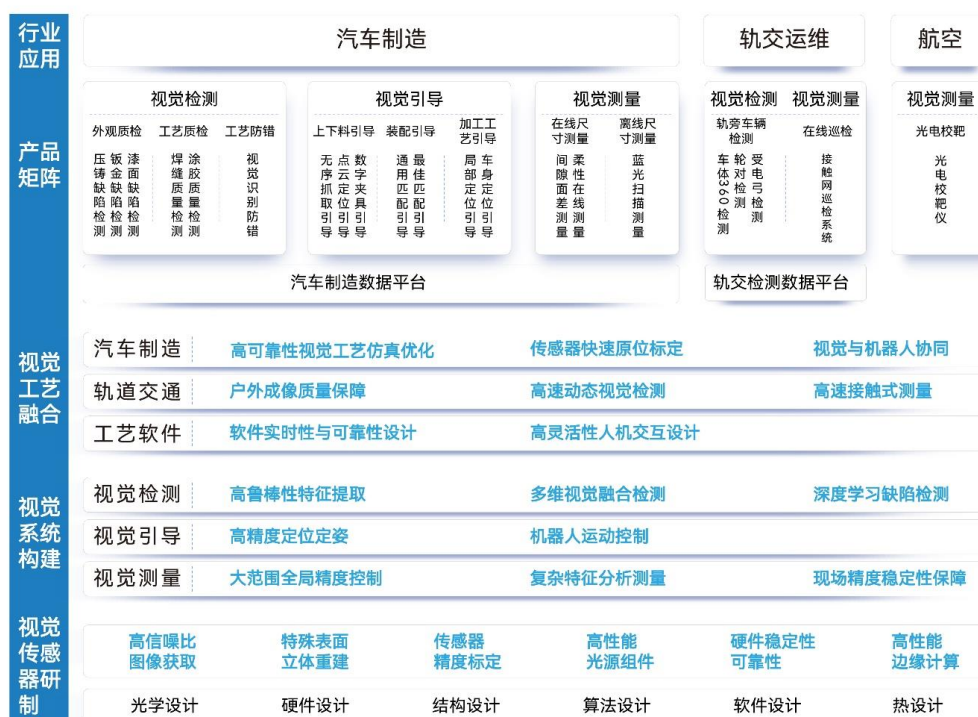 行业
应用
汽车制造
轨交运维
航空
产品
矩阵
视觉检测
外观质检 工艺质检 工艺防错
压铸缺陷检测
钣金缺陷检测
漆面缺陷检测
焊缝质量检测
涂胶质量检测
视觉识别防错
视觉引导
上下料引导 装配引导 加工工
艺引导
无序抓取引导
点云定位引导
数字夹具引导
通用匹配引导
最佳匹配引导
局部定位引导
车身定位引导
视觉测量
在线尺
寸测量
离线尺
寸测量
间隙面差测量
柔性在线测量
蓝光扫描测量
视觉检测 视觉测量
轨旁车辆
检测
在线巡检
车体360检测
轮对检测
受电弓检测
接触网巡检系统
视觉测量
光电校靶
光电校靶仪
汽车制造数据平台
轨交检测数据平台
视觉
工艺
融合
汽车制造 高可靠性视觉工艺仿真优化 传感器快速原位标定 视觉与机器人协同
轨道交通 户外成像质量保障 高速动态视觉检测 高速接触式测量
工艺软件 软件实时性与可靠性设计 高灵活性人机交互设计
视觉
系统
构建
视觉检测 高鲁棒性特征提取 多维视觉融合检测 深度学习缺陷检测
视觉引导 高精度定位定姿 机器人运动控制
视觉测量 大范围全局精度控制 复杂特征分析测量 现场精度稳定性保障
视觉
传感
器研
制
高信噪比
图像获取
特殊表面
立体重建
传感器
精度标定
高性能
光源组件
硬件稳定性
可靠性
高性能
边缘计算
光学设计 硬件设计 结构设计 算法设计 软件设计 热设计